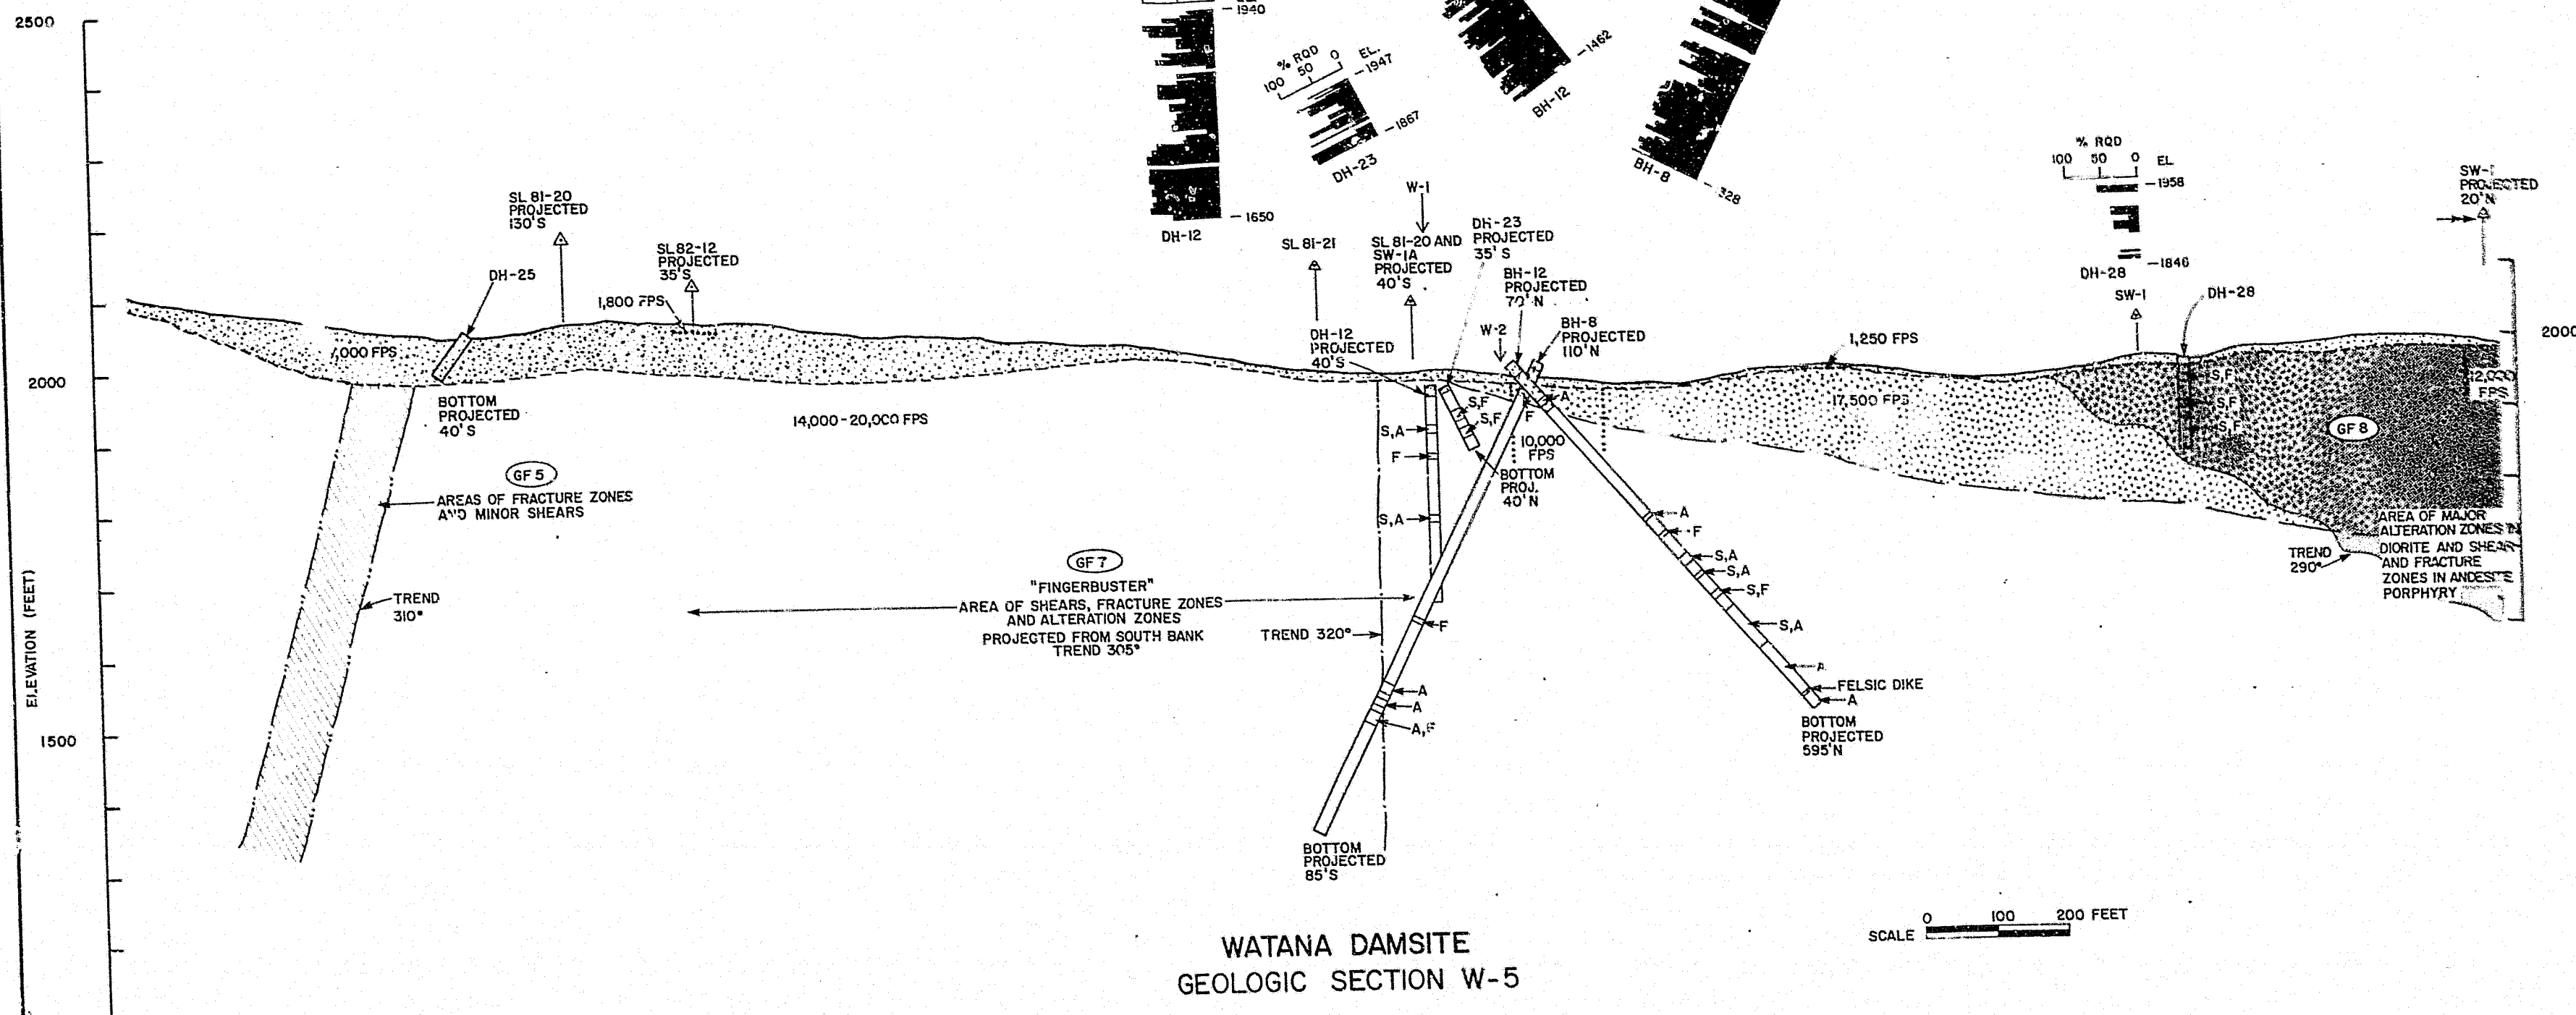 2500
2000
1500
ELEVATION (FEET)
-1940
-1650
DH-12
% RQD
100 50 0 EL.
-1947
-1867
DH-23
-1462
BH-12
BH-8
% RQD
100 50 0 EL
-1958
-1846
DH-28
SL 81-20
PROJECTED
130'S
SL82-12
PROJECTED
35'S
DH-25
1,800 FPS
7,000 FPS
BOTTOM
PROJECTED
40'S
14,000-20,000 FPS
GF 5
AREAS OF FRACTURE ZONES
AND MINOR SHEARS
TREND
310°
GF 7
"FINGERBUSTER"
AREA OF SHEARS, FRACTURE ZONES
AND ALTERATION ZONES
PROJECTED FROM SOUTH BANK
TREND 305°
TREND 320°
SL 81-21
W-1
SL 81-20 AND
SW-1A
PROJECTED
40'S
DH-23
PROJECTED
35'S
BH-12
PROJECTED
70'N
W-2
BH-8
PROJECTED
110'N
DH-12
PROJECTED
40'S
S,A
F
S,A
S,F
S,F
F
A
10,000
FPS
BOTTOM
PROJ.
40'N
F
A
A
A,F
BOTTOM
PROJECTED
85'S
A
F
S,A
S,A
S,F
S,A
A
FELSIC DIKE
A
BOTTOM
PROJECTED
595'N
1,250 FPS
17,500 FPS
SW-1
DH-28
S,F
S,F
S,F
GF 8
SW-1
PROJECTED
20'N
2000
12,000
FPS
AREA OF MAJOR
ALTERATION ZONES IN
DIORITE AND SHEAR
AND FRACTURE
ZONES IN ANDESITE
PORPHYRY
TREND
290°
SCALE 0 100 200 FEET
WATANA DAMSITE
GEOLOGIC SECTION W-5